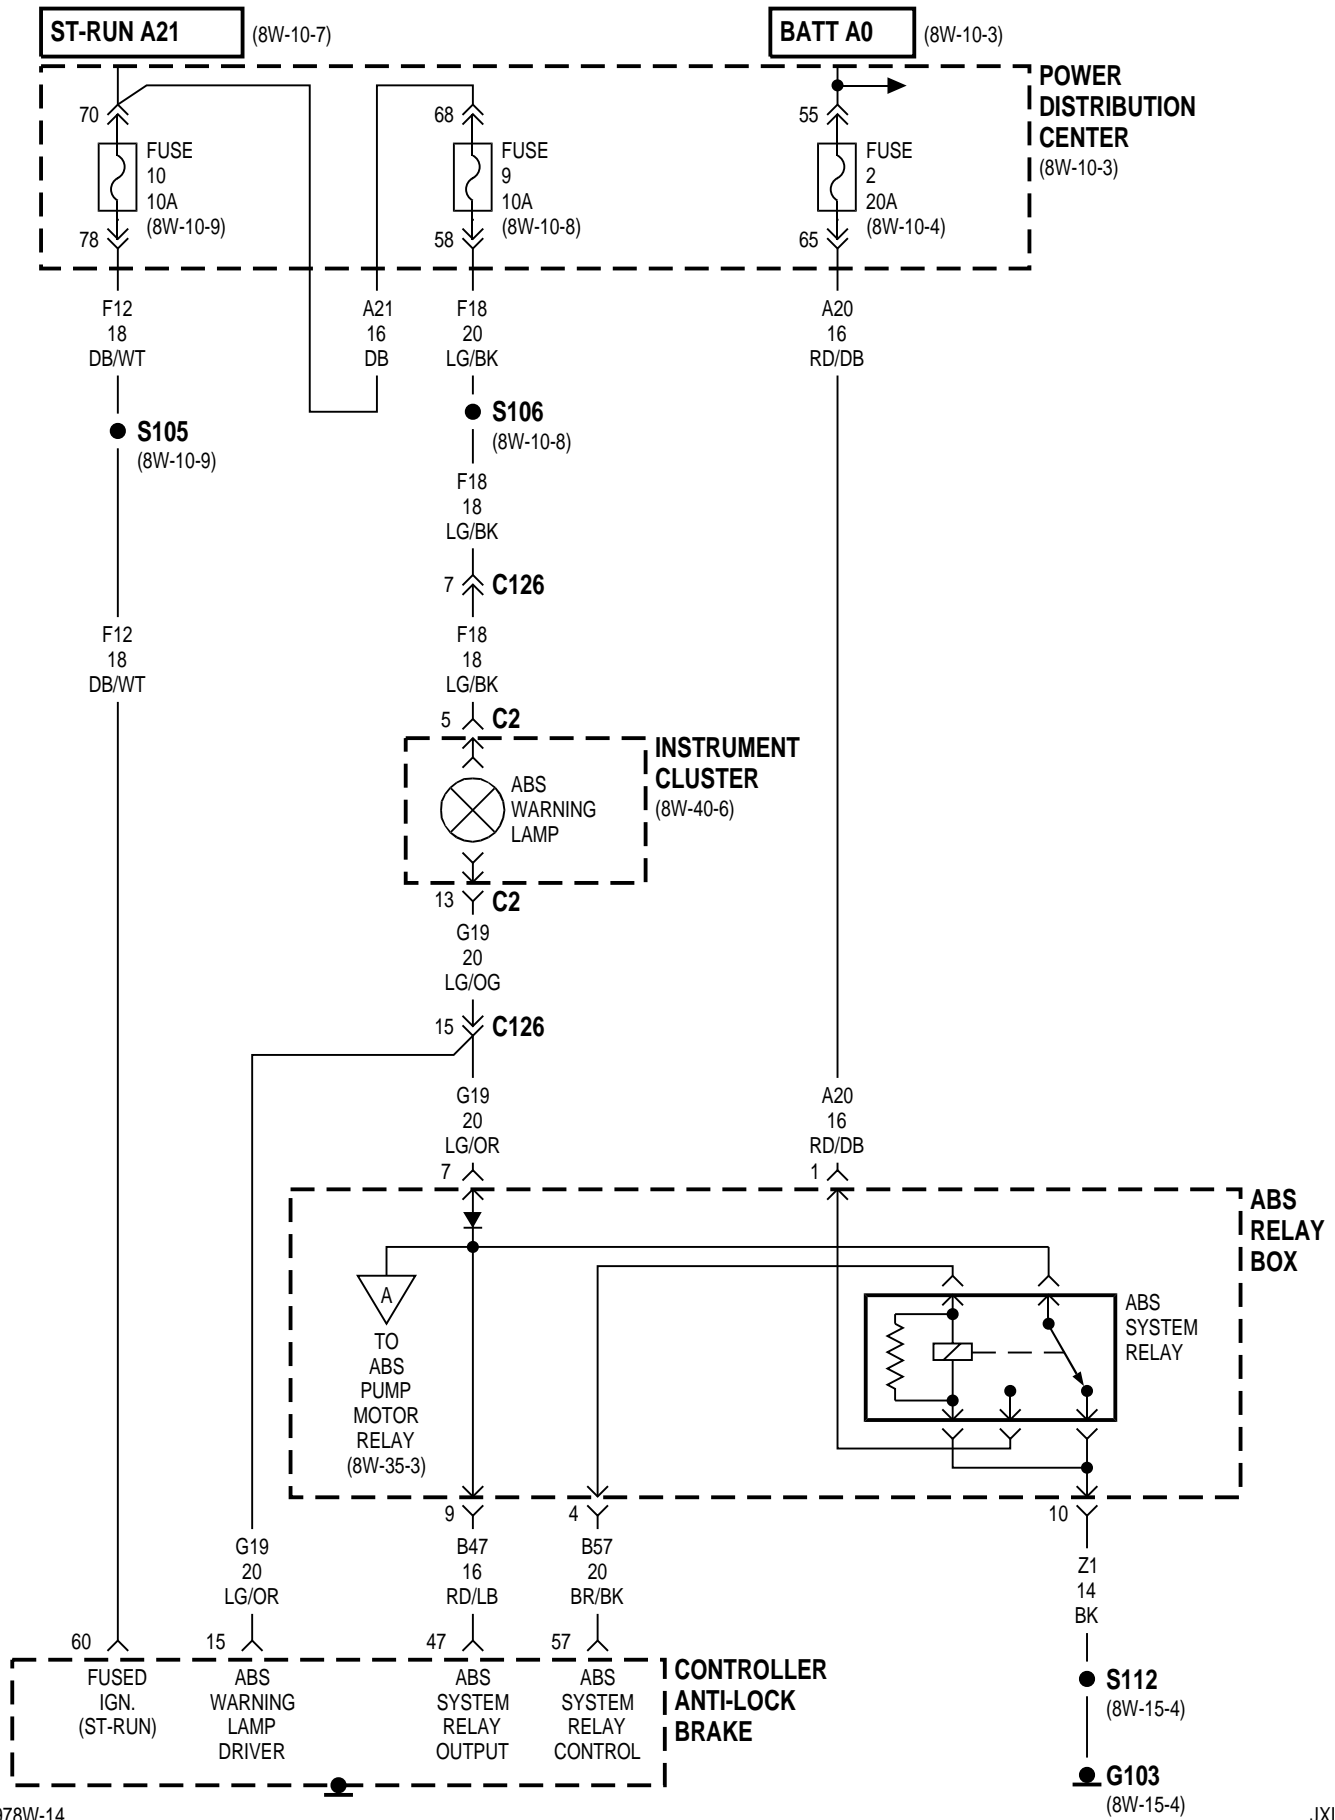 ST-RUN A21
(8W-10-7)
BATT A0
(8W-10-3)
POWER
DISTRIBUTION
CENTER
(8W-10-3)
70
FUSE
10
10A
(8W-10-9)
78
68
FUSE
9
10A
(8W-10-8)
58
55
FUSE
2
20A
(8W-10-4)
65
F12
18
DB/WT
A21
16
DB
F18
20
LG/BK
A20
16
RD/DB
S105
(8W-10-9)
S106
(8W-10-8)
F18
18
LG/BK
7
C126
F12
18
DB/WT
F18
18
LG/BK
5
C2
INSTRUMENT
CLUSTER
(8W-40-6)
ABS
WARNING
LAMP
13
C2
G19
20
LG/OG
15
C126
G19
20
LG/OR
7
A20
16
RD/DB
1
ABS
RELAY
BOX
A
TO
ABS
PUMP
MOTOR
RELAY
(8W-35-3)
ABS
SYSTEM
RELAY
9
4
10
G19
20
LG/OR
B47
16
RD/LB
B57
20
BR/BK
Z1
14
BK
60
15
47
57
FUSED
IGN.
(ST-RUN)
ABS
WARNING
LAMP
DRIVER
ABS
SYSTEM
RELAY
OUTPUT
ABS
SYSTEM
RELAY
CONTROL
CONTROLLER
ANTI-LOCK
BRAKE
S112
(8W-15-4)
G103
(8W-15-4)
978W-14